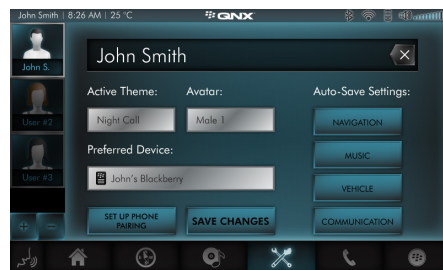 John Smith | 8:26 AM | 25 °C
QNX
John S.
User #2
User #3
John Smith
Active Theme:
Avatar:
Auto-Save Settings:
Night Call
Male 1
NAVIGATION
Preferred Device:
MUSIC
John's Blackberry
VEHICLE
SET UP PHONE
PAIRING
SAVE CHANGES
COMMUNICATION